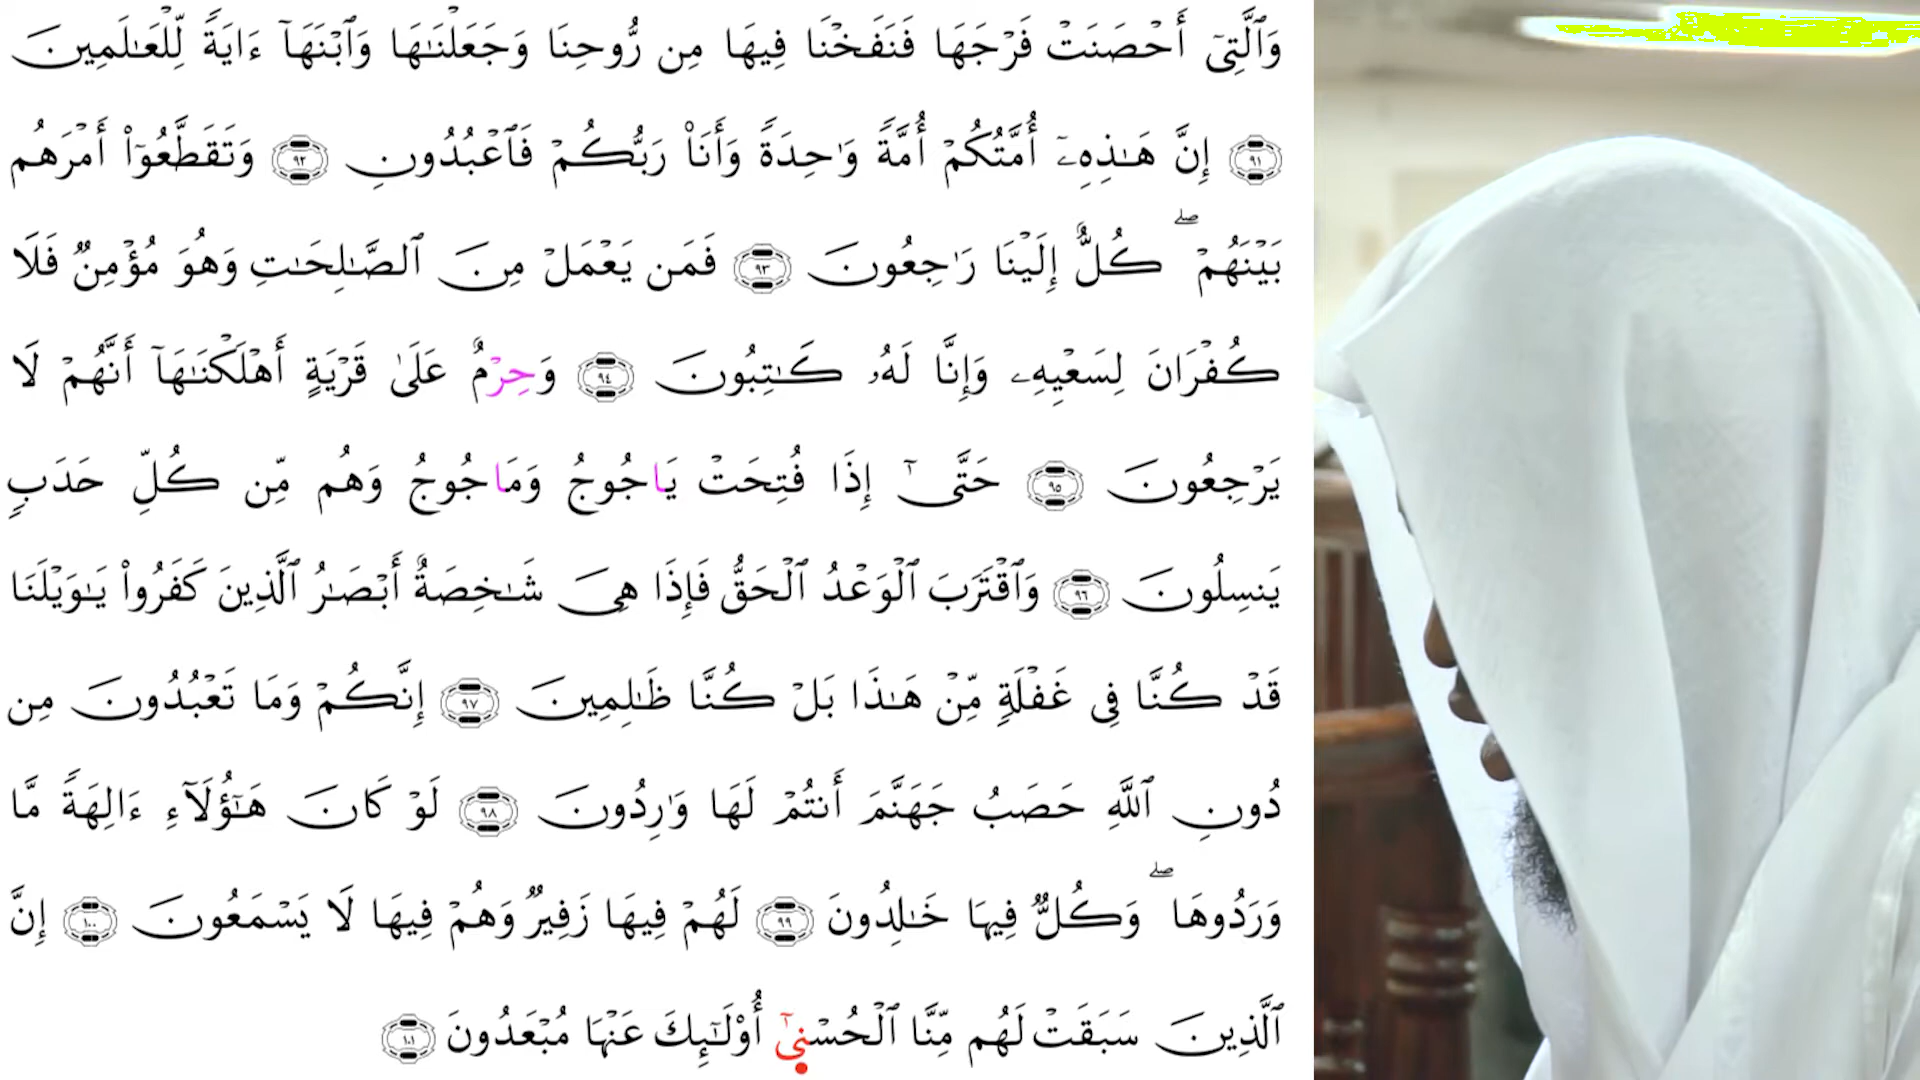 وَٱلَّتِىٓ أَحۡصَنَتۡ فَرۡجَهَا فَنَفَخۡنَا فِيهَا مِن رُّوحِنَا وَجَعَلۡنَٰهَا وَٱبۡنَهَآ ءَايَةٗ لِّلۡعَٰلَمِينَ
٩١ إِنَّ هَٰذِهِۦٓ أُمَّتُكُمۡ أُمَّةٗ وَٰحِدَةٗ وَأَنَا۠ رَبُّكُمۡ فَٱعۡبُدُونِ ٩٢ وَتَقَطَّعُوٓاْ أَمۡرَهُم
بَيۡنَهُمۡۖ كُلٌّ إِلَيۡنَا رَٰجِعُونَ ٩٣ فَمَن يَعۡمَلۡ مِنَ ٱلصَّٰلِحَٰتِ وَهُوَ مُؤۡمِنٞ فَلَا
كُفۡرَانَ لِسَعۡيِهِۦ وَإِنَّا لَهُۥ كَٰتِبُونَ ٩٤ وَحِرۡمٌ عَلَىٰ قَرۡيَةٍ أَهۡلَكۡنَٰهَآ أَنَّهُمۡ لَا
يَرۡجِعُونَ ٩٥ حَتَّىٰٓ إِذَا فُتِحَتۡ يَاجُوجُ وَمَاجُوجُ وَهُم مِّن كُلِّ حَدَبٖ
يَنسِلُونَ ٩٦ وَٱقۡتَرَبَ ٱلۡوَعۡدُ ٱلۡحَقُّ فَإِذَا هِىَ شَٰخِصَةٌ أَبۡصَٰرُ ٱلَّذِينَ كَفَرُواْ يَٰوَيۡلَنَا
قَدۡ كُنَّا فِى غَفۡلَةٖ مِّنۡ هَٰذَا بَلۡ كُنَّا ظَٰلِمِينَ ٩٧ إِنَّكُمۡ وَمَا تَعۡبُدُونَ مِن
دُونِ ٱللَّهِ حَصَبُ جَهَنَّمَ أَنتُمۡ لَهَا وَٰرِدُونَ ٩٨ لَوۡ كَانَ هَٰٓؤُلَآءِ ءَالِهَةٗ مَّا
وَرَدُوهَاۖ وَكُلّٞ فِيهَا خَٰلِدُونَ ٩٩ لَهُمۡ فِيهَا زَفِيرٞ وَهُمۡ فِيهَا لَا يَسۡمَعُونَ ١٠٠ إِنَّ
ٱلَّذِينَ سَبَقَتۡ لَهُم مِّنَّا ٱلۡحُسۡنِىٰٓ أُوْلَٰٓئِكَ عَنۡهَا مُبۡعَدُونَ ١٠١